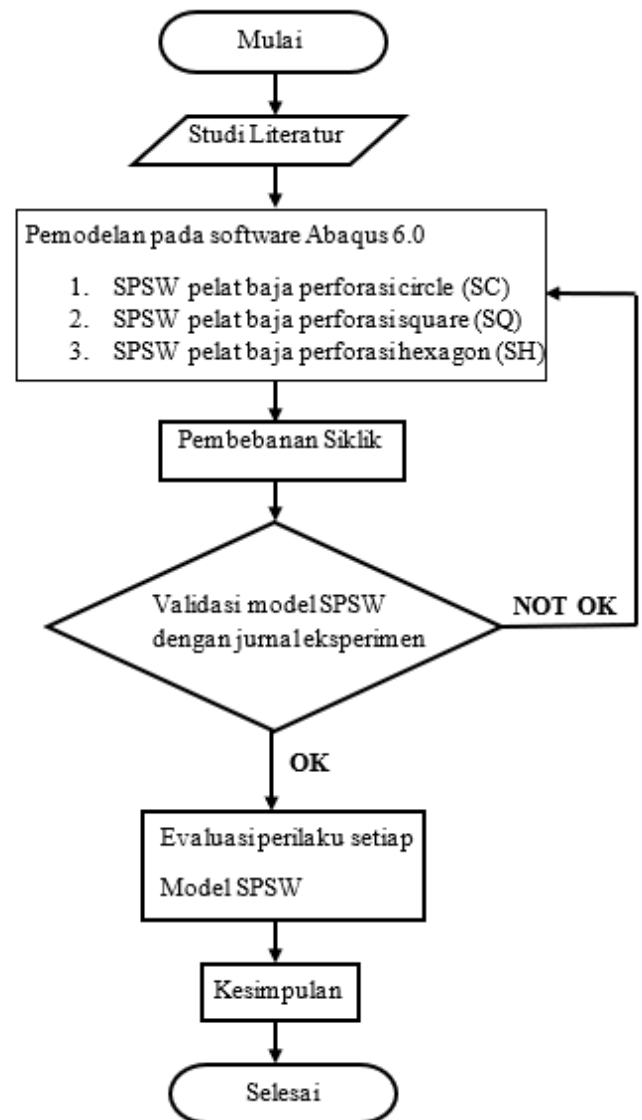 Mulai
Studi Literatur
Pemodelan pada software Abaqus 6.0
1. SPSW pelat baja perforasi circle (SC)
2. SPSW pelat baja perforasi square (SQ)
3. SPSW pelat baja perforasi hexagon (SH)
Pembebanan Siklik
Validasi model SPSW
dengan jurnal eksperimen
NOT OK
OK
Evaluasi perilaku setiap
Model SPSW
Kesimpulan
Selesai